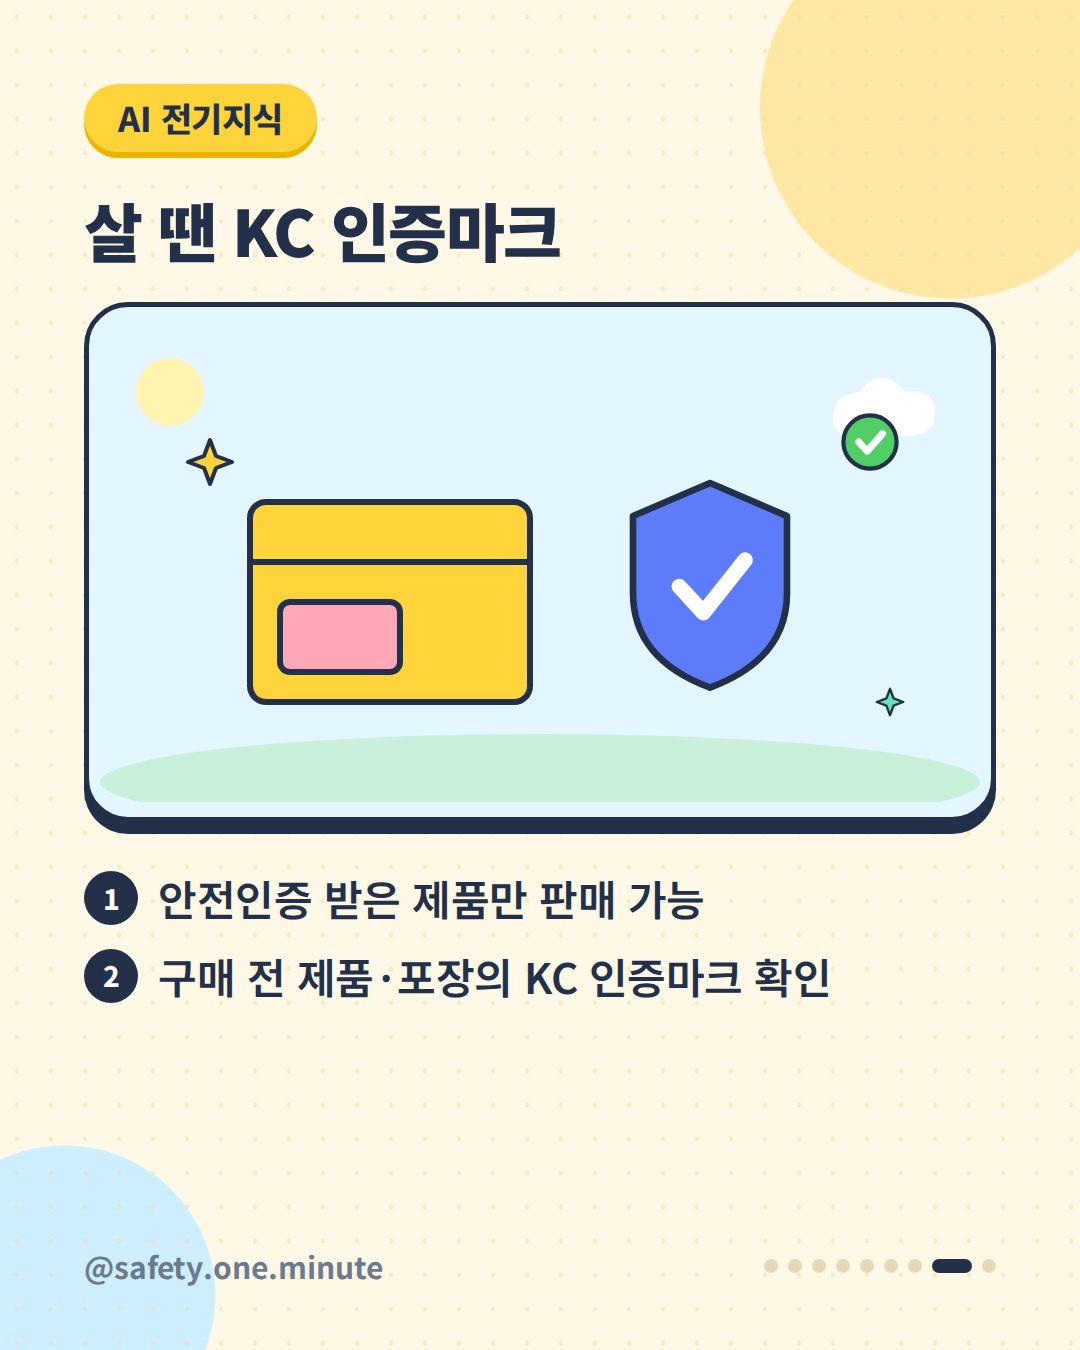 AI 전기지식
살 땐 KC 인증마크
1 안전인증 받은 제품만 판매 가능
2 구매 전 제품·포장의 KC 인증마크 확인
@safety.one.minute